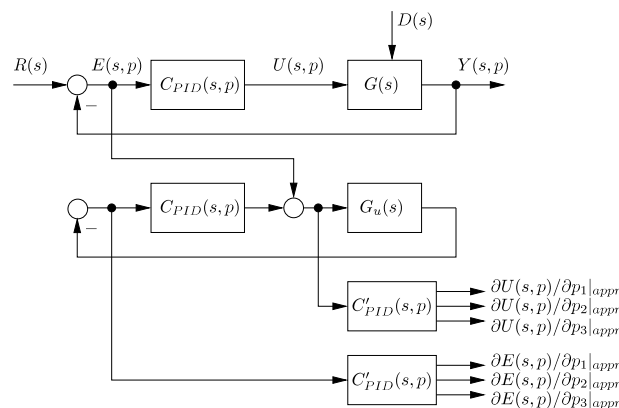 D(s)
R(s) E(s,p) U(s,p) Y(s,p)
C_{PID}(s,p) G(s)
−
C_{PID}(s,p) G_u(s)
−
C'_{PID}(s,p)
∂U(s,p)/∂p_1|_{appr}
∂U(s,p)/∂p_2|_{appr}
∂U(s,p)/∂p_3|_{appr}
C'_{PID}(s,p)
∂E(s,p)/∂p_1|_{appr}
∂E(s,p)/∂p_2|_{appr}
∂E(s,p)/∂p_3|_{appr}